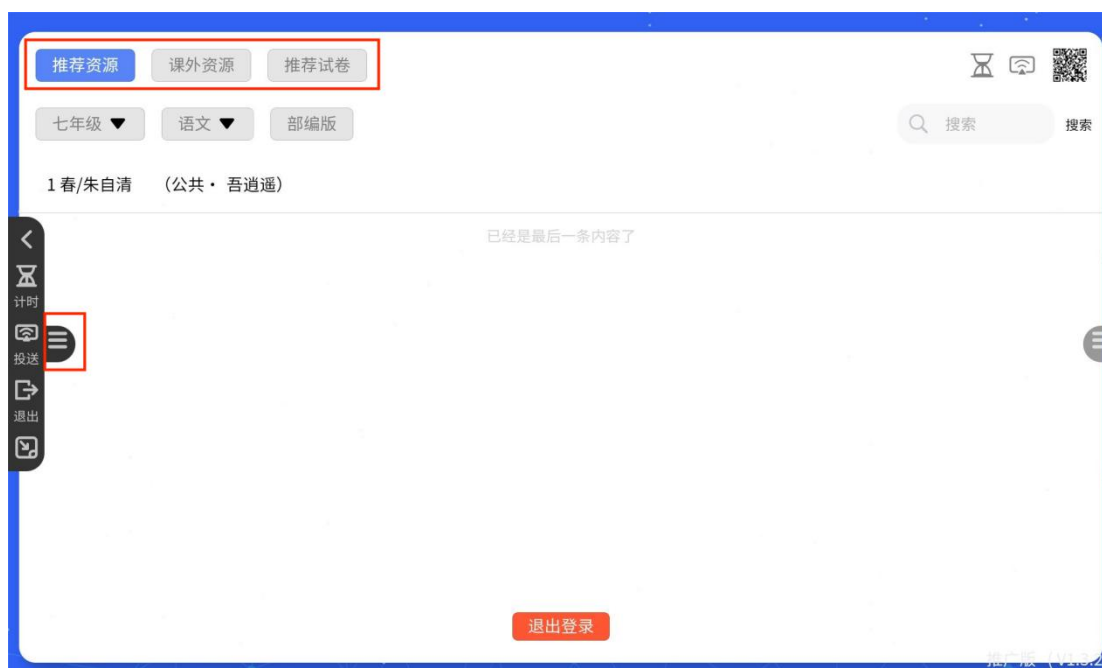 推荐资源 课外资源 推荐试卷
七年级 语文 部编版 搜索 搜索
1 春/朱自清 （公共· 吾逍遥）
已经是最后一条内容了
计时
投送
退出
退出登录
推广版 （V1.3.2